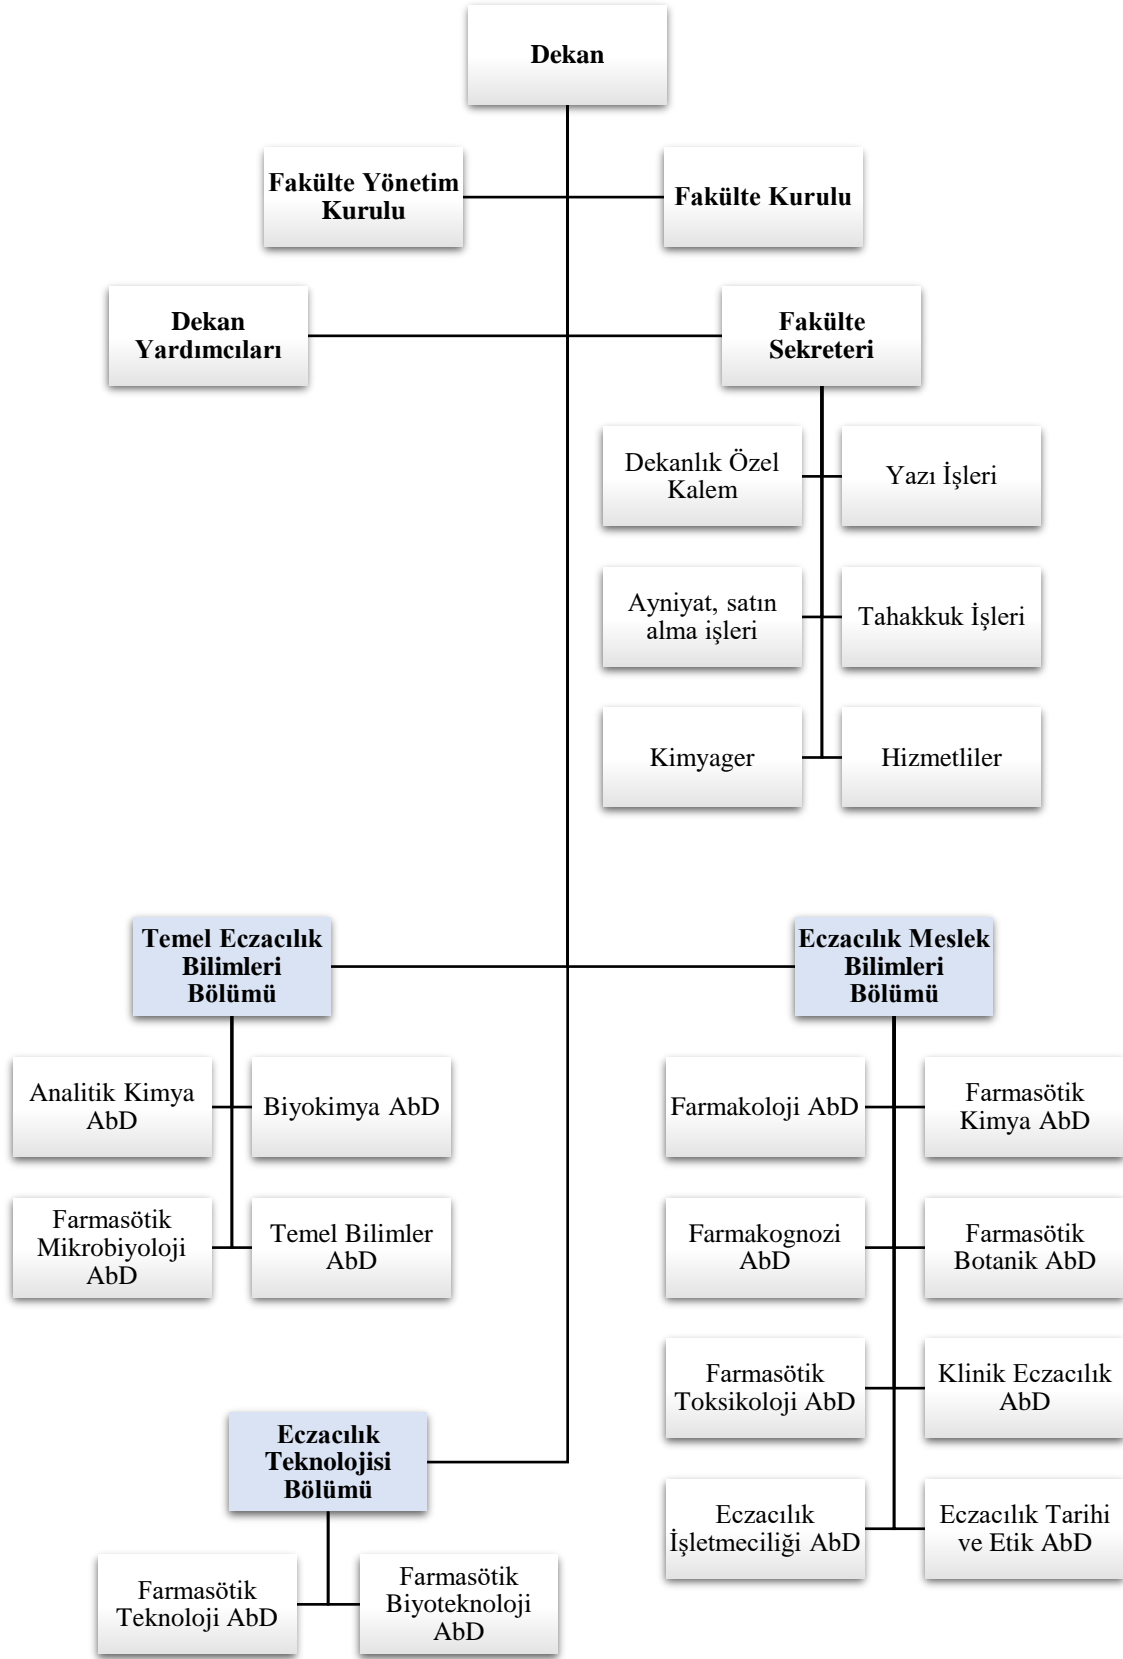 Dekan
Fakülte Yönetim
Kurulu
Fakülte Kurulu
Dekan
Yardımcıları
Fakülte
Sekreteri
Dekanlık Özel
Kalem
Yazı İşleri
Ayniyat, satın
alma işleri
Tahakkuk İşleri
Kimyager
Hizmetliler
Temel Eczacılık
Bilimleri
Bölümü
Eczacılık Meslek
Bilimleri
Bölümü
Analitik Kimya
AbD
Biyokimya AbD
Farmakoloji AbD
Farmasötik
Kimya AbD
Farmasötik
Mikrobiyoloji
AbD
Temel Bilimler
AbD
Farmakognozi
AbD
Farmasötik
Botanik AbD
Farmasötik
Toksikoloji AbD
Klinik Eczacılık
AbD
Eczacılık
Teknolojisi
Bölümü
Eczacılık
İşletmeciliği AbD
Eczacılık Tarihi
ve Etik AbD
Farmasötik
Teknoloji AbD
Farmasötik
Biyoteknoloji
AbD